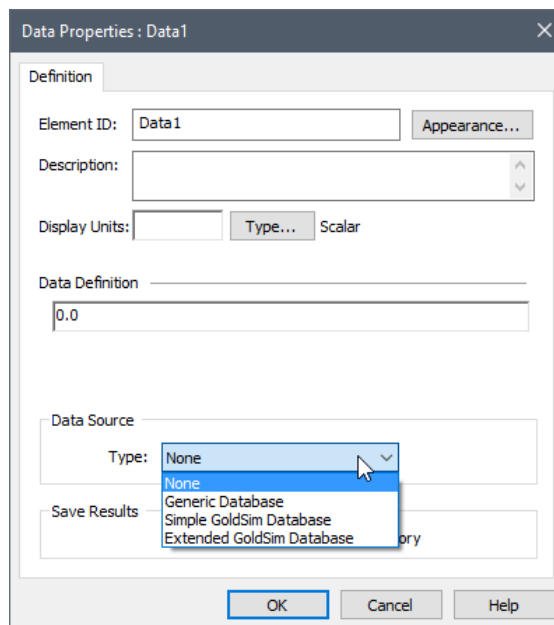 Data Properties : Data1
Definition
Element ID: Data1 Appearance...
Description:
Display Units: Type... Scalar
Data Definition
0.0
Data Source
Type: None
None
Generic Database
Simple GoldSim Database
Extended GoldSim Database
Save Results
OK Cancel Help